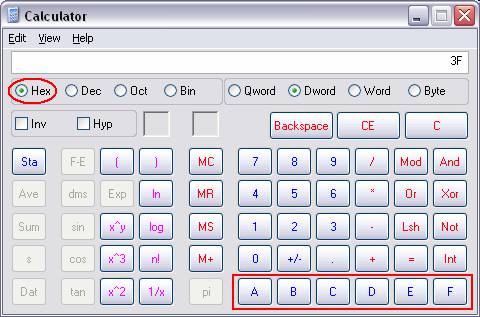 Calculator
Edit View Help
3F
Hex Dec Oct Bin Qword Dword Word Byte
Inv Hyp Backspace CE C
Sta F-E ( ) MC 7 8 9 / Mod And
Ave dms Exp ln MR 4 5 6 * Or Xor
Sum sin x^y log MS 1 2 3 - Lsh Not
s cos x^3 n! M+ 0 +/- . + = Int
Dat tan x^2 1/x pi A B C D E F